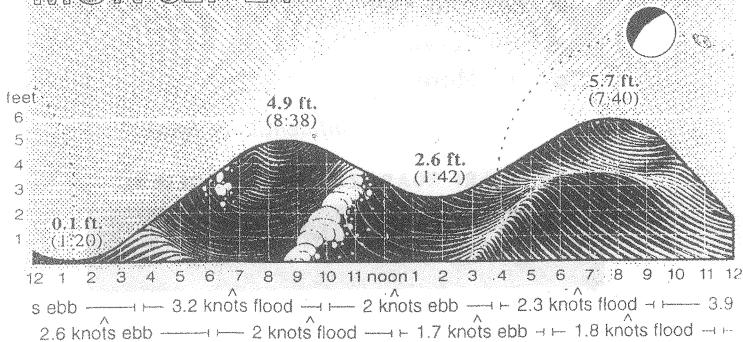 4.9 ft.
(8:38)
5.7 ft.
(7:40)
2.6 ft.
(1:42)
0.1 ft.
(1:20)
feet
6
5
4
3
2
1
12 1 2 3 4 5 6 7 8 9 10 11 noon 1 2 3 4 5 6 7 8 9 10 11 12
s ebb 3.2 knots flood 2 knots ebb 2.3 knots flood 3.9
2.6 knots ebb 2 knots flood 1.7 knots ebb 1.8 knots flood